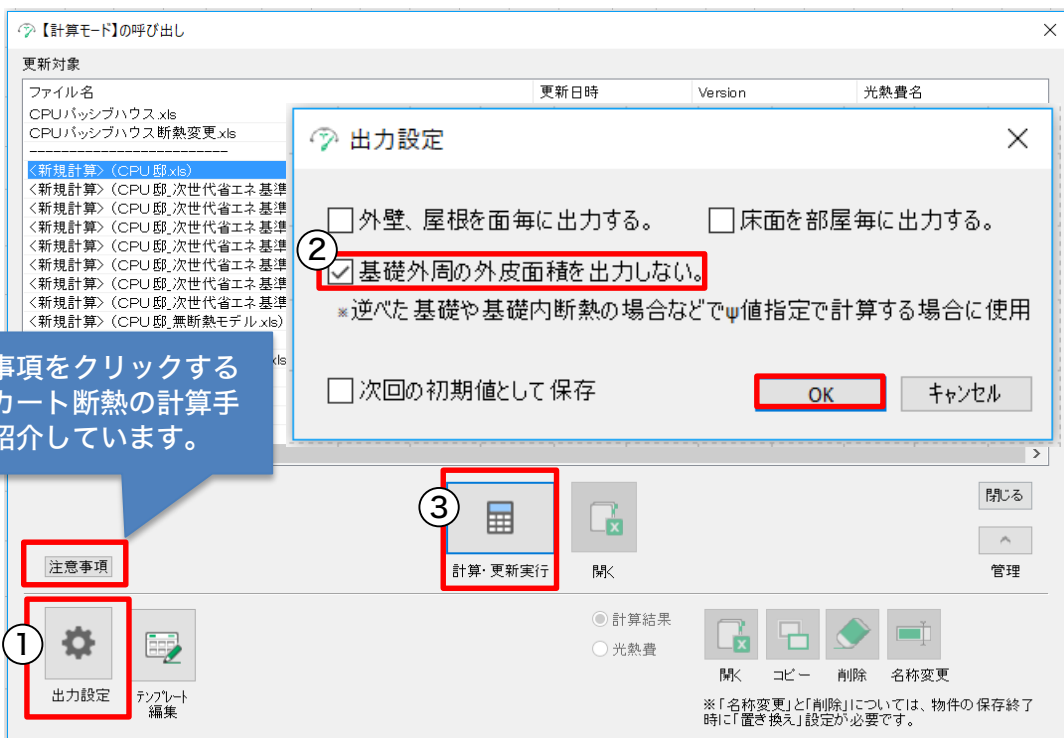 【計算モード】の呼び出し
更新対象
ファイル名 更新日時 Version 光熱費名
CPUパッシブハウス.xls
CPUパッシブハウス断熱変更.xls
-------------------------
<新規計算>（CPU邸.xls）
<新規計算>（CPU邸_次世代省エネ基準
<新規計算>（CPU邸_次世代省エネ基準
<新規計算>（CPU邸_次世代省エネ基準
<新規計算>（CPU邸_次世代省エネ基準
<新規計算>（CPU邸_次世代省エネ基準
<新規計算>（CPU邸_次世代省エネ基準
<新規計算>（CPU邸_次世代省エネ基準
<新規計算>（CPU邸_無断熱モデル.xls）
xls
出力設定
外壁、屋根を面毎に出力する。 床面を部屋毎に出力する。
②
基礎外周の外皮面積を出力しない。
※逆べた基礎や基礎内断熱の場合などでψ値指定で計算する場合に使用
次回の初期値として保存
OK キャンセル
事項をクリックする
カート断熱の計算手
紹介しています。
③
計算・更新実行 開く
閉じる
管理
注意事項
①
出力設定 テンプレート編集
計算結果
光熱費
開く コピー 削除 名称変更
※「名称変更」と「削除」については、物件の保存終了
時に「置き換え」設定が必要です。